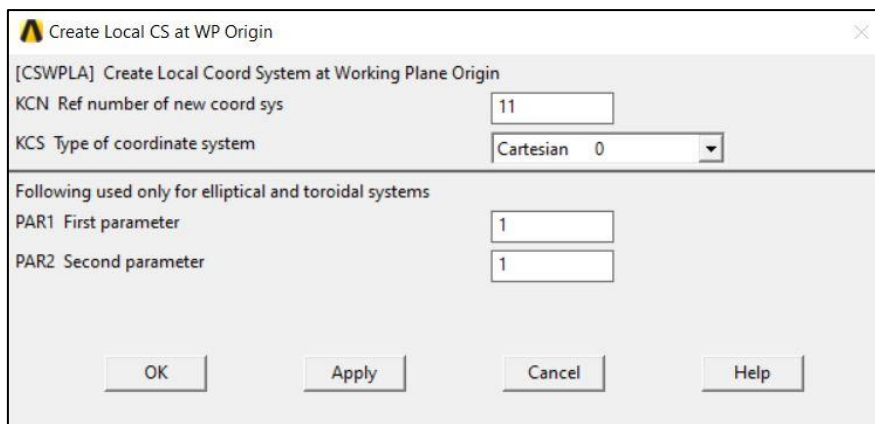 Create Local CS at WP Origin
[CSWPLA] Create Local Coord System at Working Plane Origin
KCN Ref number of new coord sys 11
KCS Type of coordinate system Cartesian 0
Following used only for elliptical and toroidal systems
PAR1 First parameter 1
PAR2 Second parameter 1
OK Apply Cancel Help